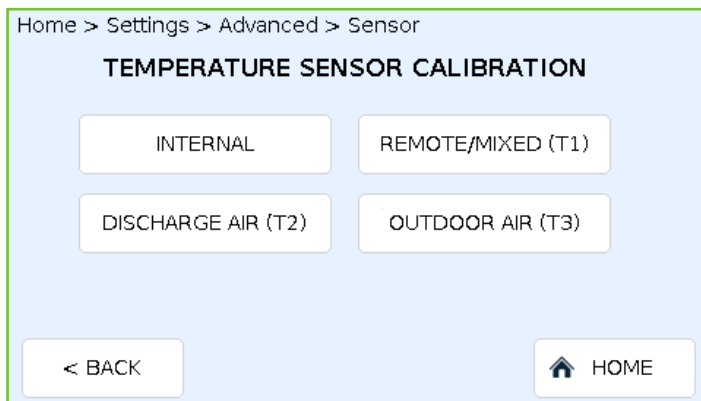 Home > Settings > Advanced > Sensor
TEMPERATURE SENSOR CALIBRATION
INTERNAL
REMOTE/MIXED (T1)
DISCHARGE AIR (T2)
OUTDOOR AIR (T3)
< BACK
HOME